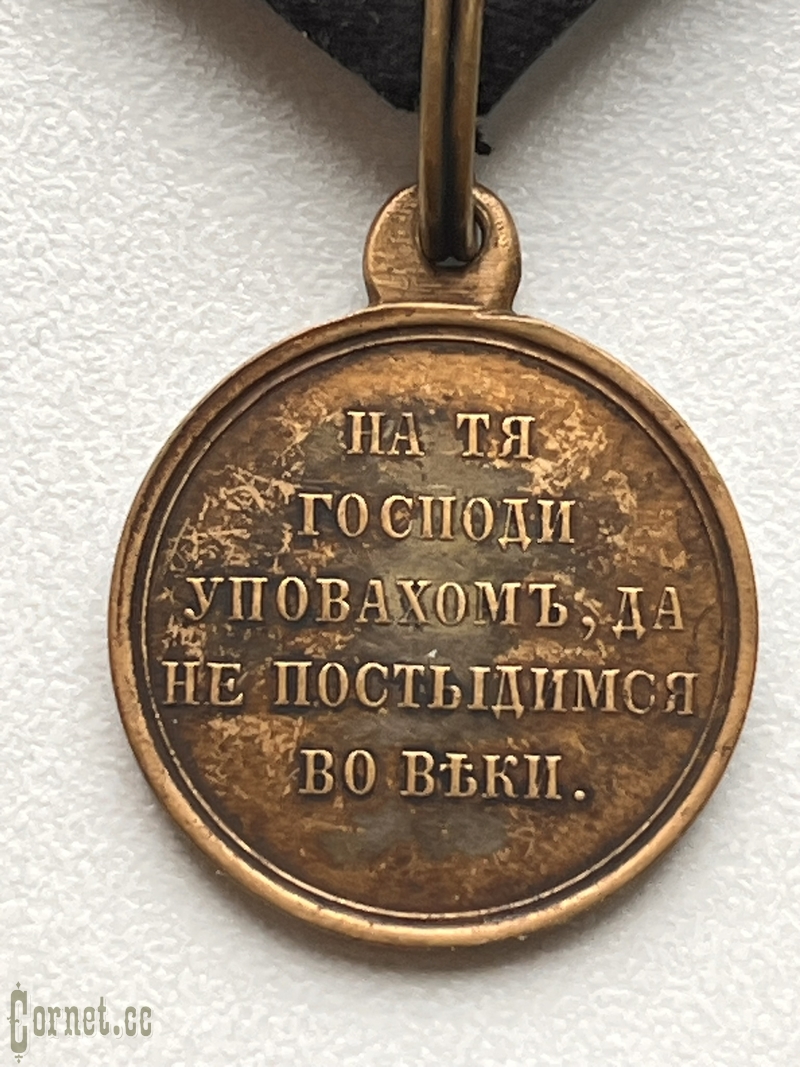 НА ТЯ
ГОСПОДИ
УПОВАХОМЪ, ДА
НЕ ПОСТЫДИМСЯ
ВО ВѢКИ.
Cornet.cc